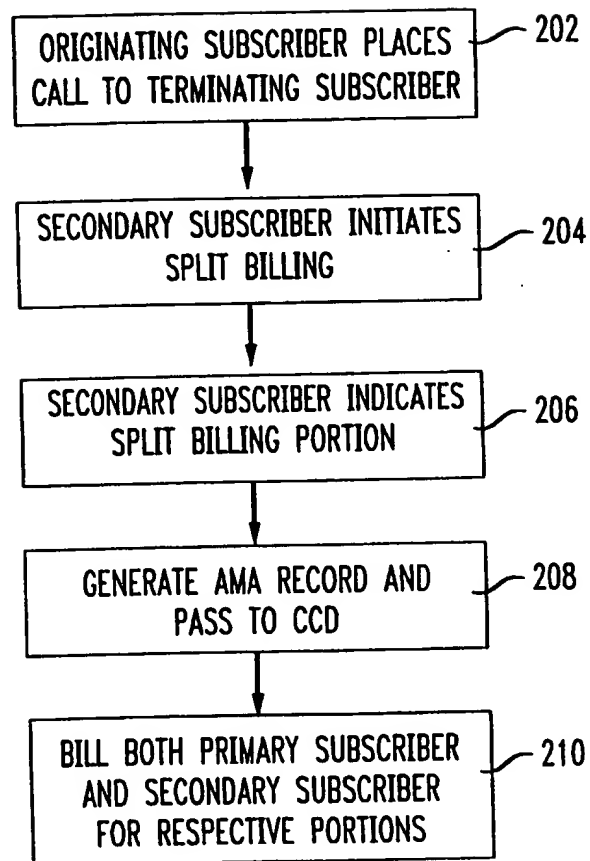 ORIGINATING SUBSCRIBER PLACES
CALL TO TERMINATING SUBSCRIBER
202
SECONDARY SUBSCRIBER INITIATES
SPLIT BILLING
204
SECONDARY SUBSCRIBER INDICATES
SPLIT BILLING PORTION
206
GENERATE AMA RECORD AND
PASS TO CCD
208
BILL BOTH PRIMARY SUBSCRIBER
AND SECONDARY SUBSCRIBER
FOR RESPECTIVE PORTIONS
210